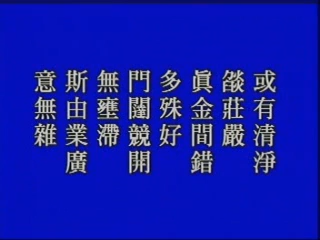 或有清淨
燄莊嚴
眞金間錯
多殊好
門闥競開
無壅滯
斯由業廣
意無雜